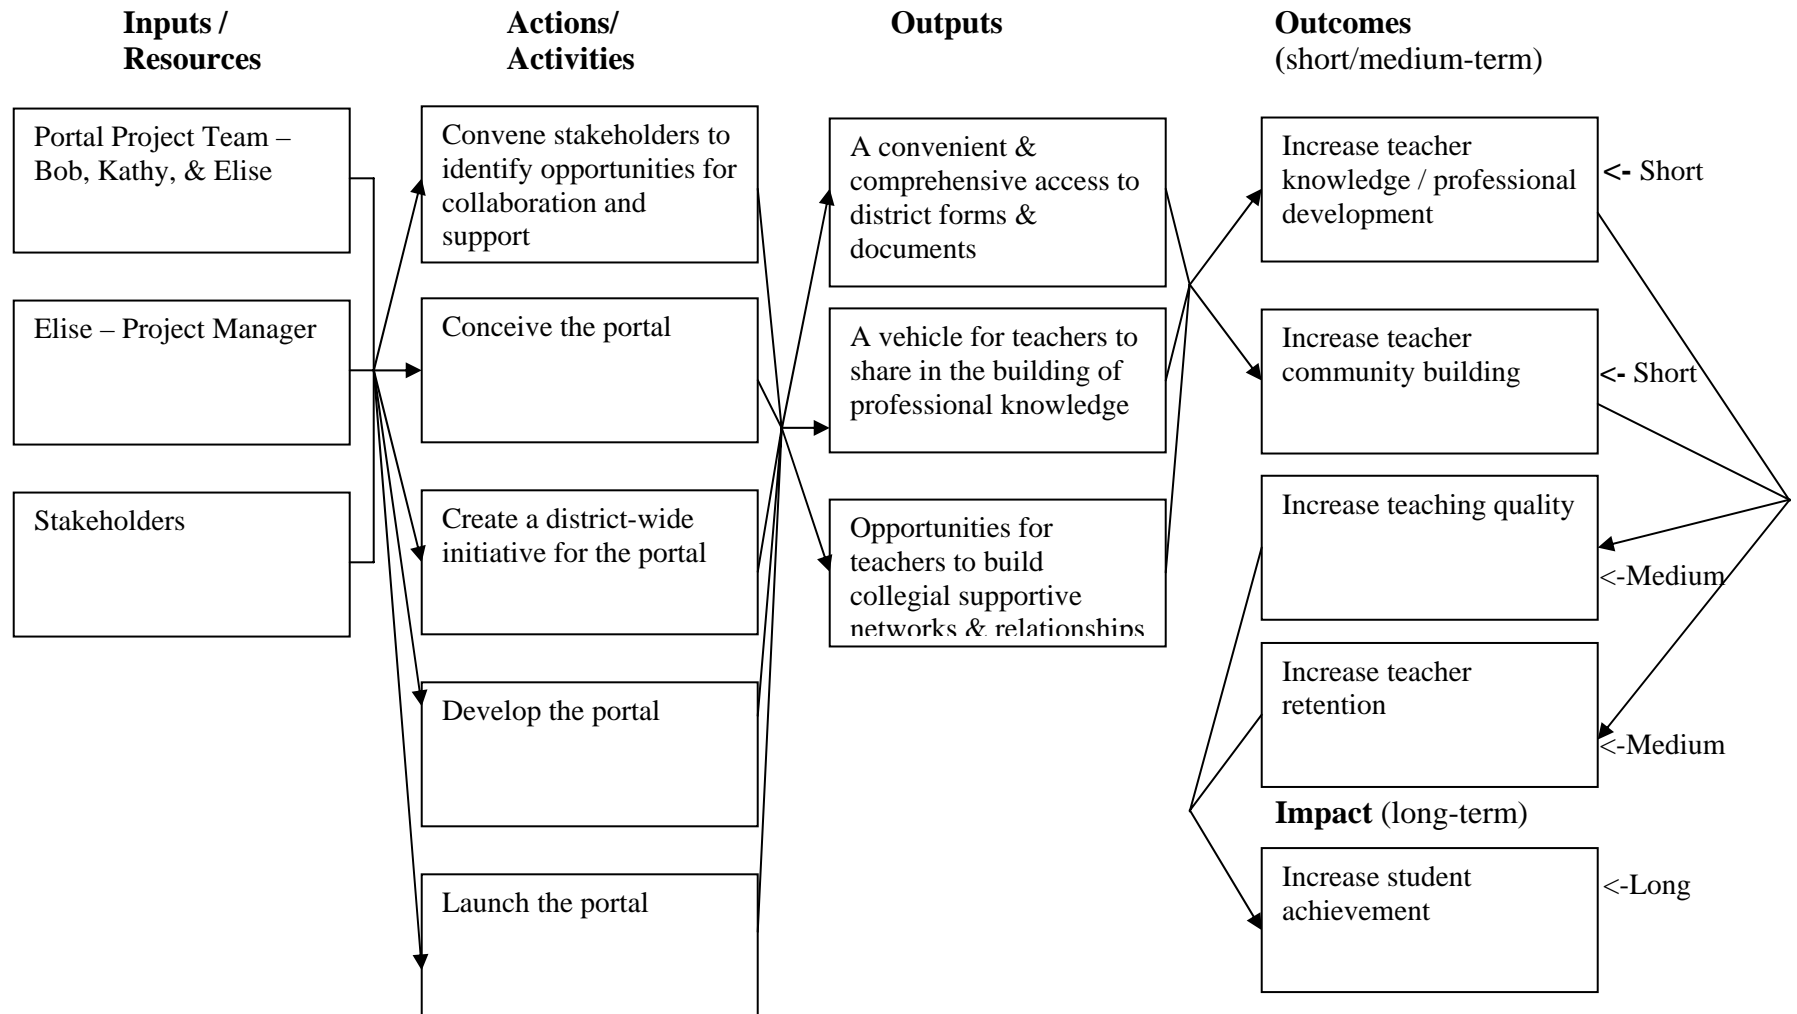 Inputs /
Resources
Actions/
Activities
Outputs
Outcomes
(short/medium-term)
Portal Project Team –
Bob, Kathy, & Elise
Elise – Project Manager
Stakeholders
Convene stakeholders to
identify opportunities for
collaboration and
support
Conceive the portal
Create a district-wide
initiative for the portal
Develop the portal
Launch the portal
A convenient &
comprehensive access to
district forms &
documents
A vehicle for teachers to
share in the building of
professional knowledge
Opportunities for
teachers to build
collegial supportive
networks & relationships
Increase teacher
knowledge / professional
development
<- Short
Increase teacher
community building
<- Short
Increase teaching quality
<-Medium
Increase teacher
retention
<-Medium
Impact (long-term)
Increase student
achievement
<-Long